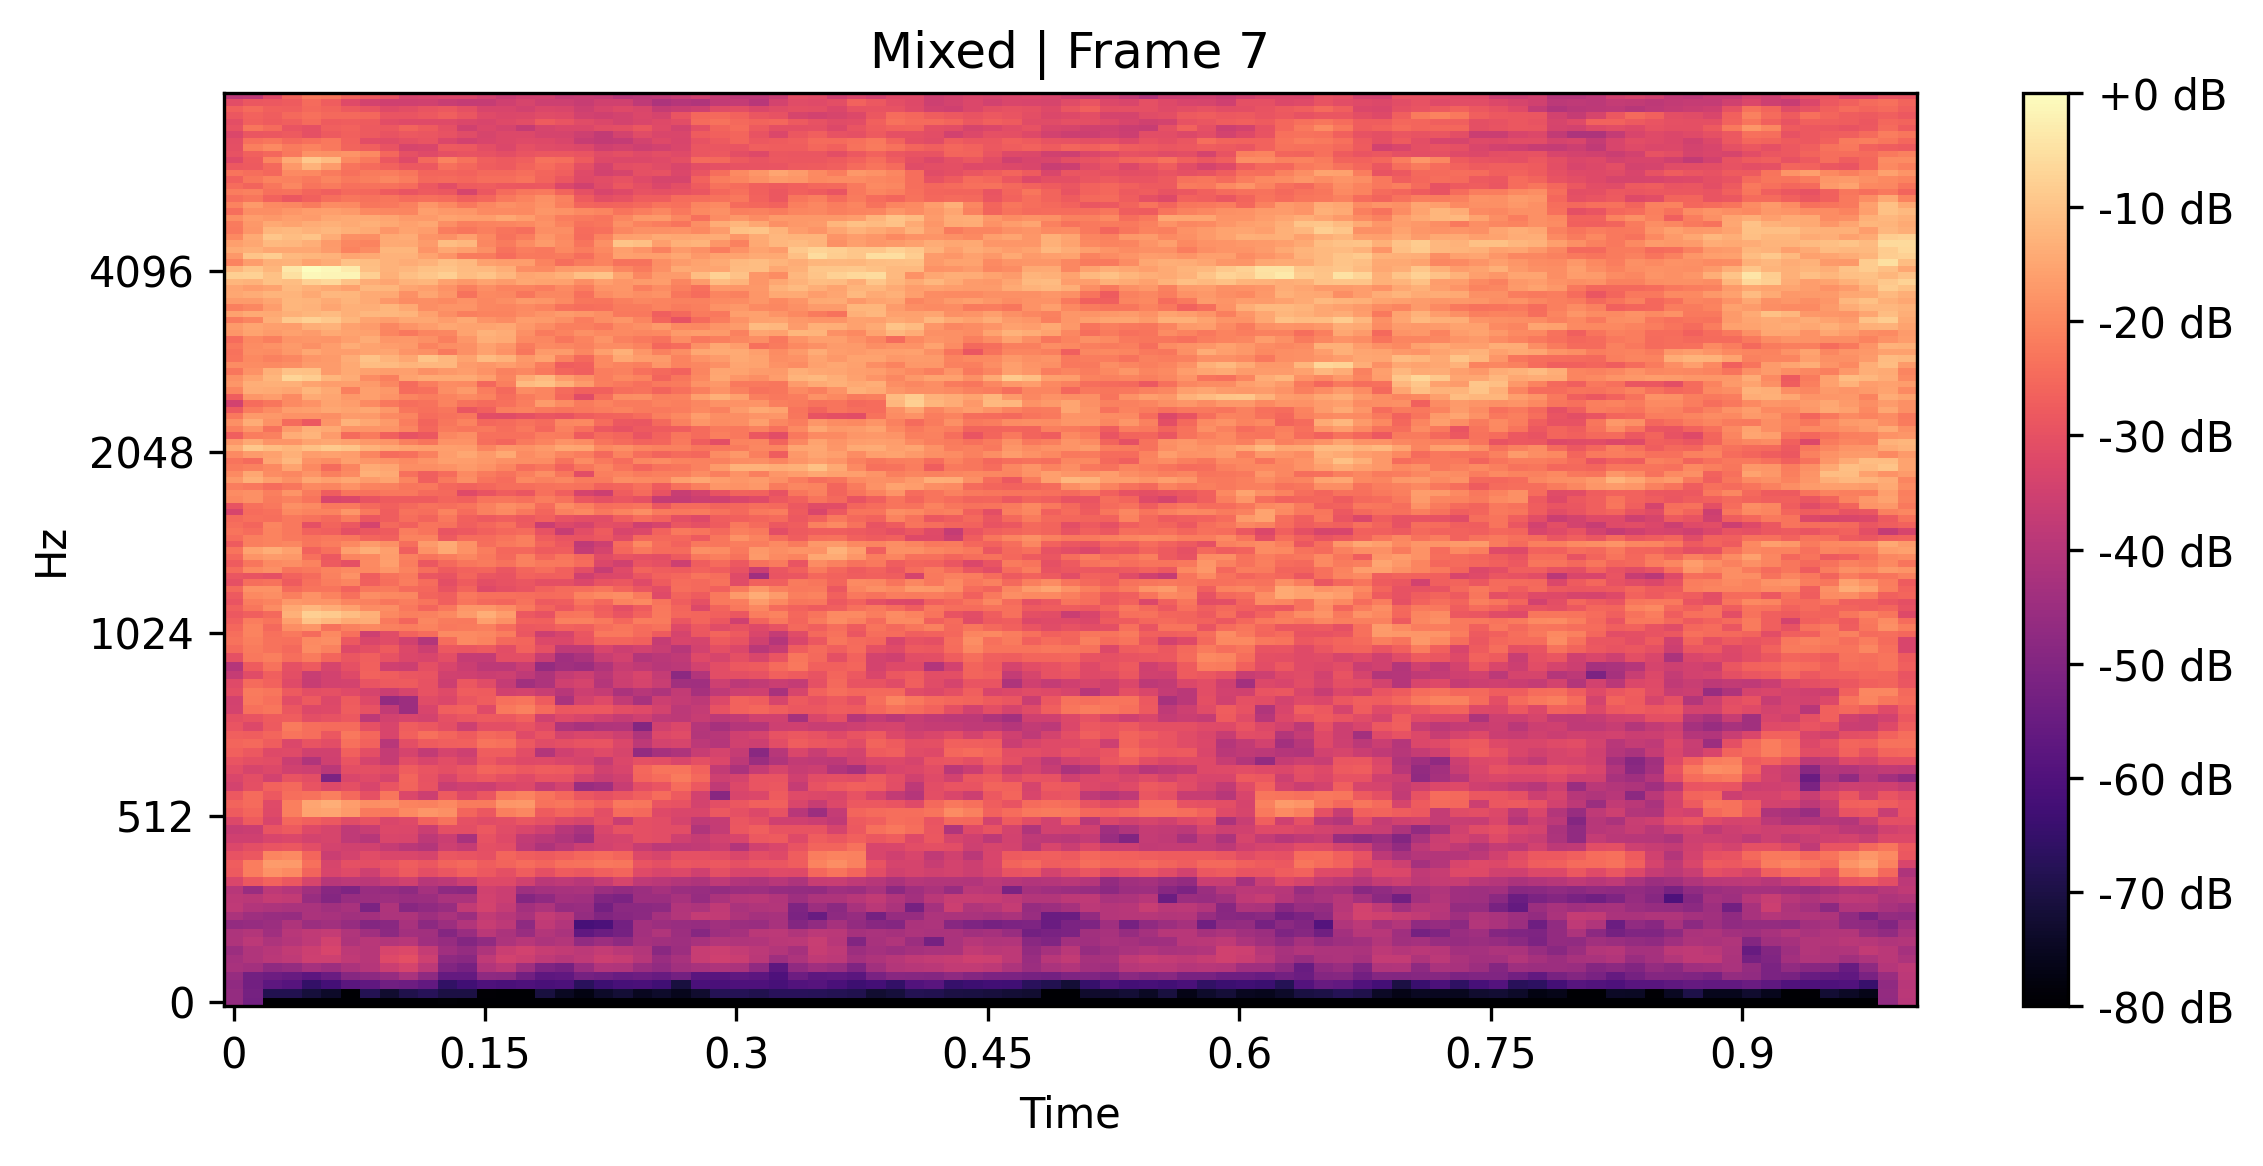 Mixed | Frame 7
Hz
4096
2048
1024
512
0
0 0.15 0.3 0.45 0.6 0.75 0.9
Time
+0 dB
-10 dB
-20 dB
-30 dB
-40 dB
-50 dB
-60 dB
-70 dB
-80 dB